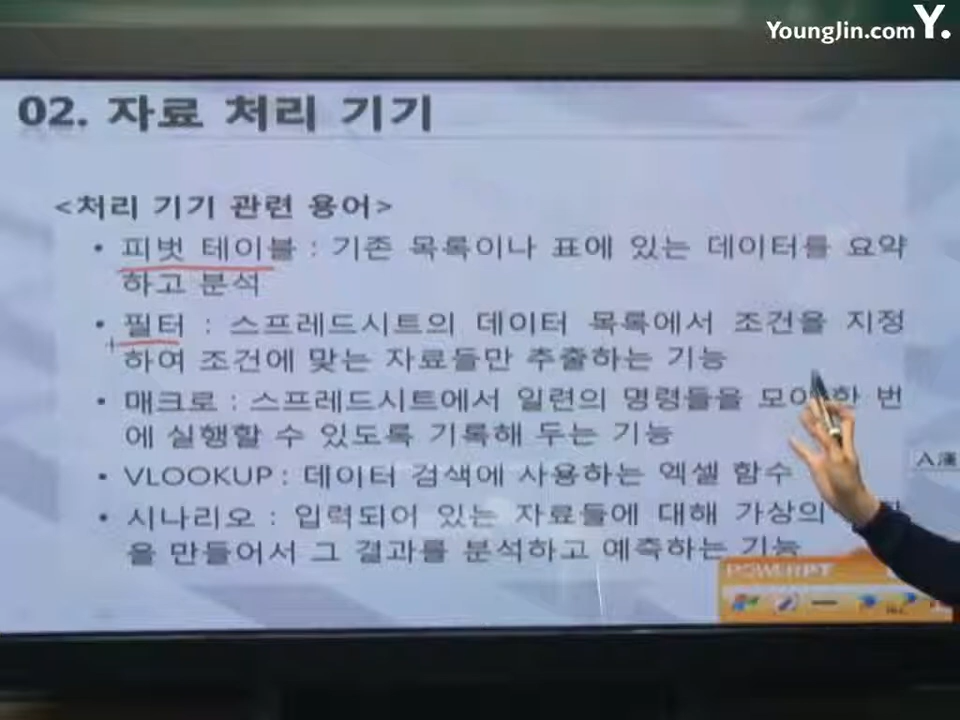 YoungJin.com Y.
02. 자료 처리 기기
<처리 기기 관련 용어>
• 피벗 테이블 : 기존 목록이나 표에 있는 데이터를 요약
하고 분석
• 필터 : 스프레드시트의 데이터 목록에서 조건을 지정
하여 조건에 맞는 자료들만 추출하는 기능
• 매크로 : 스프레드시트에서 일련의 명령들을 모아 한 번
에 실행할 수 있도록 기록해 두는 기능
• VLOOKUP : 데이터 검색에 사용하는 엑셀 함수
• 시나리오 : 입력되어 있는 자료들에 대해 가상의
을 만들어서 그 결과를 분석하고 예측하는 기능
A漢
POWERPT